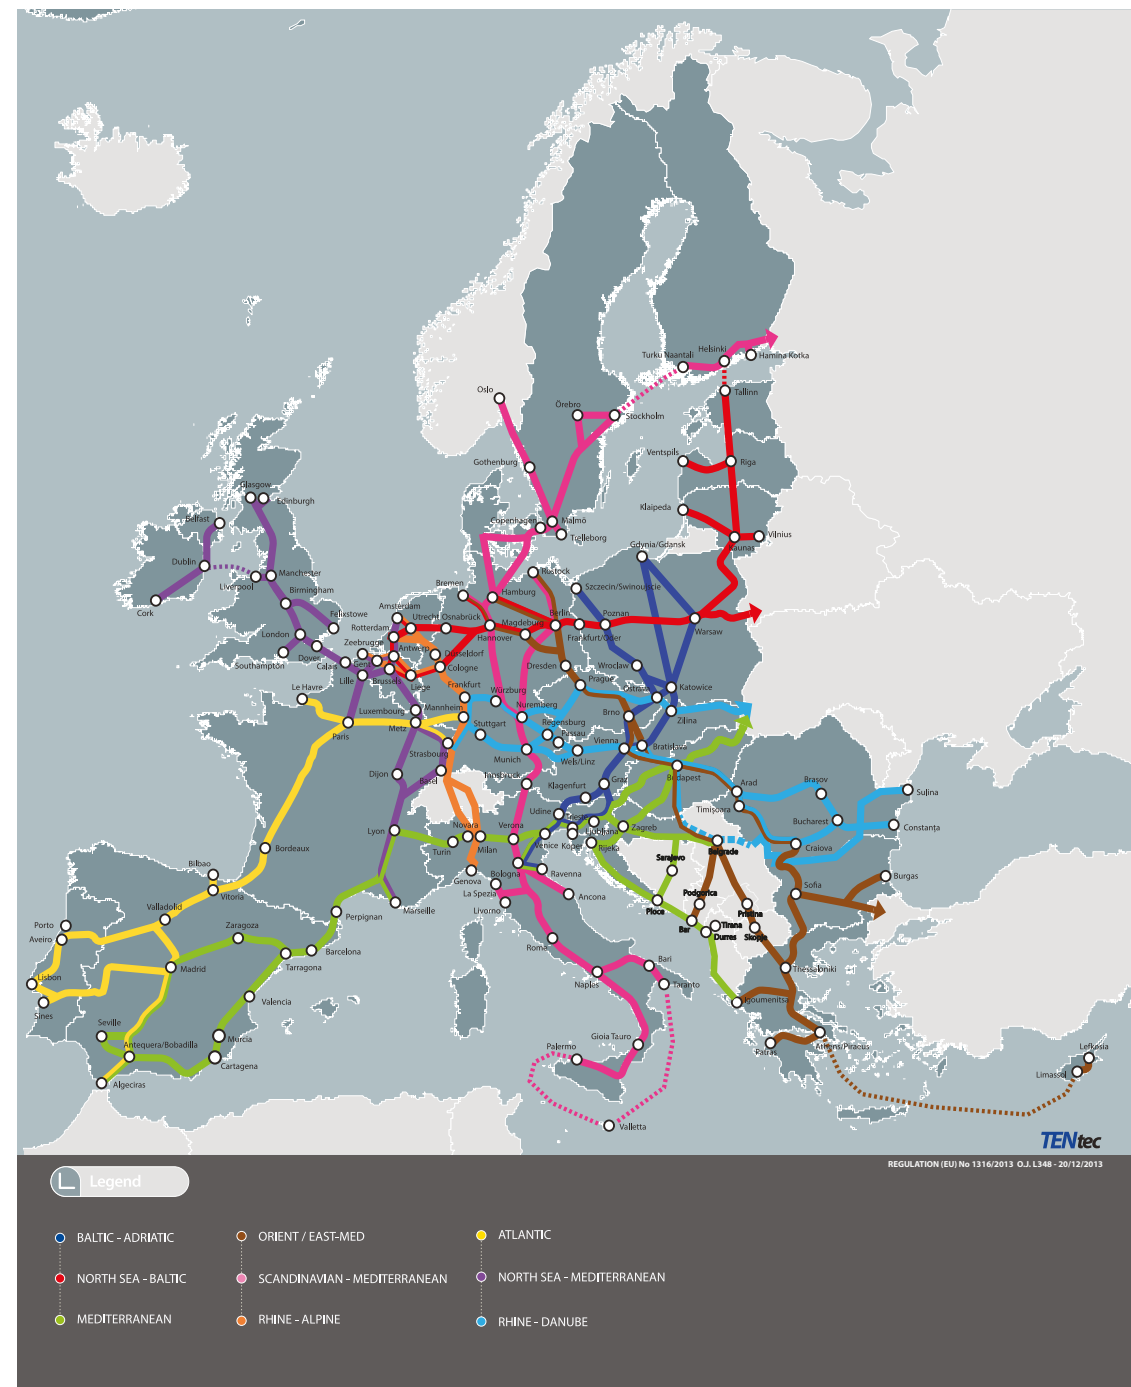 Helsinki
Hamina Kotka
Turku Naantali
Oslo
Örebro
Stockholm
Tallinn
Ventspils
Riga
Gothenburg
Glasgow
Edinburgh
Klaipeda
Belfast
Copenhagen
Malmö
Trelleborg
Vilnius
Kaunas
Gdynia/Gdansk
Dublin
Manchester
Liverpool
Birmingham
Cork
Bremen
Rostock
Hamburg
Szczecin/Swinoujscie
Felixstowe
Amsterdam
Utrecht
Osnabrück
Rotterdam
Magdeburg
Berlin
Poznan
Warsaw
London
Hannover
Frankfurt/Oder
Zeebrugge
Antwerp
Düsseldorf
Dover
Calais
Gent
Southampton
Cologne
Dresden
Wroclaw
Lille
Brussels
Liege
Prague
Le Havre
Frankfurt
Würzburg
Ostrava
Katowice
Luxembourg
Mannheim
Nuremberg
Brno
Paris
Metz
Stuttgart
Regensburg
Passau
Zilina
Strasbourg
Munich
Wels/Linz
Vienna
Bratislava
Dijon
Basel
Innsbruck
Klagenfurt
Graz
Budapest
Arad
Braşov
Suլina
Timişoara
Lyon
Novara
Udine
Trieste
Verona
Ljubljana
Zagreb
Bucharest
Constanţa
Turin
Milan
Venice
Koper
Rijeka
Belgrade
Craiova
Bordeaux
Genova
Bologna
Ravenna
Sarajevo
Bilbao
Vitoria
La Spezia
Livorno
Ancona
Podgorica
Sofia
Burgas
Valladolid
Marseille
Perpignan
Ploce
Pristina
Porto
Aveiro
Zaragoza
Bar
Tirana
Durres
Skopje
Roma
Barcelona
Tarragona
Madrid
Lisbon
Naples
Bari
Taranto
Thessaloniki
Sines
Valencia
Igoumenitsa
Seville
Murcia
Antequera/Bobadilla
Cartagena
Gioia Tauro
Palermo
Patras
Athens/Piraeus
Lefkosia
Limassol
Algeciras
Valletta
TENtec
REGULATION (EU) No 1316/2013 O.J. L348 - 20/12/2013
Legend
BALTIC - ADRIATIC
NORTH SEA - BALTIC
MEDITERRANEAN
ORIENT / EAST-MED
SCANDINAVIAN - MEDITERRANEAN
RHINE - ALPINE
ATLANTIC
NORTH SEA - MEDITERRANEAN
RHINE - DANUBE